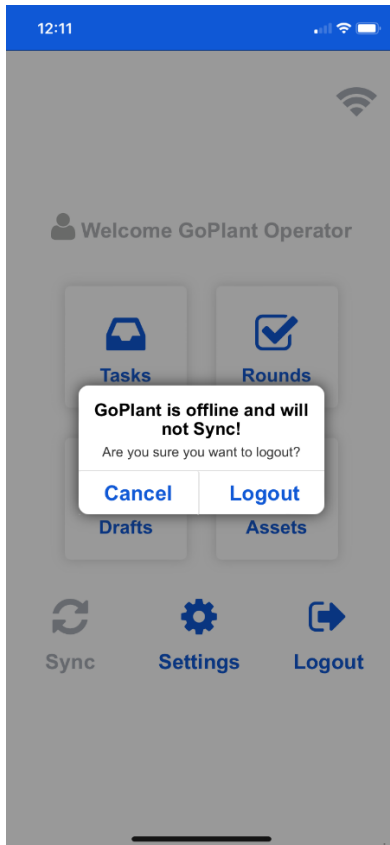 12:11
Welcome GoPlant Operator
Tasks
Rounds
GoPlant is offline and will
not Sync!
Are you sure you want to logout?
Cancel
Logout
Drafts
Assets
Sync
Settings
Logout